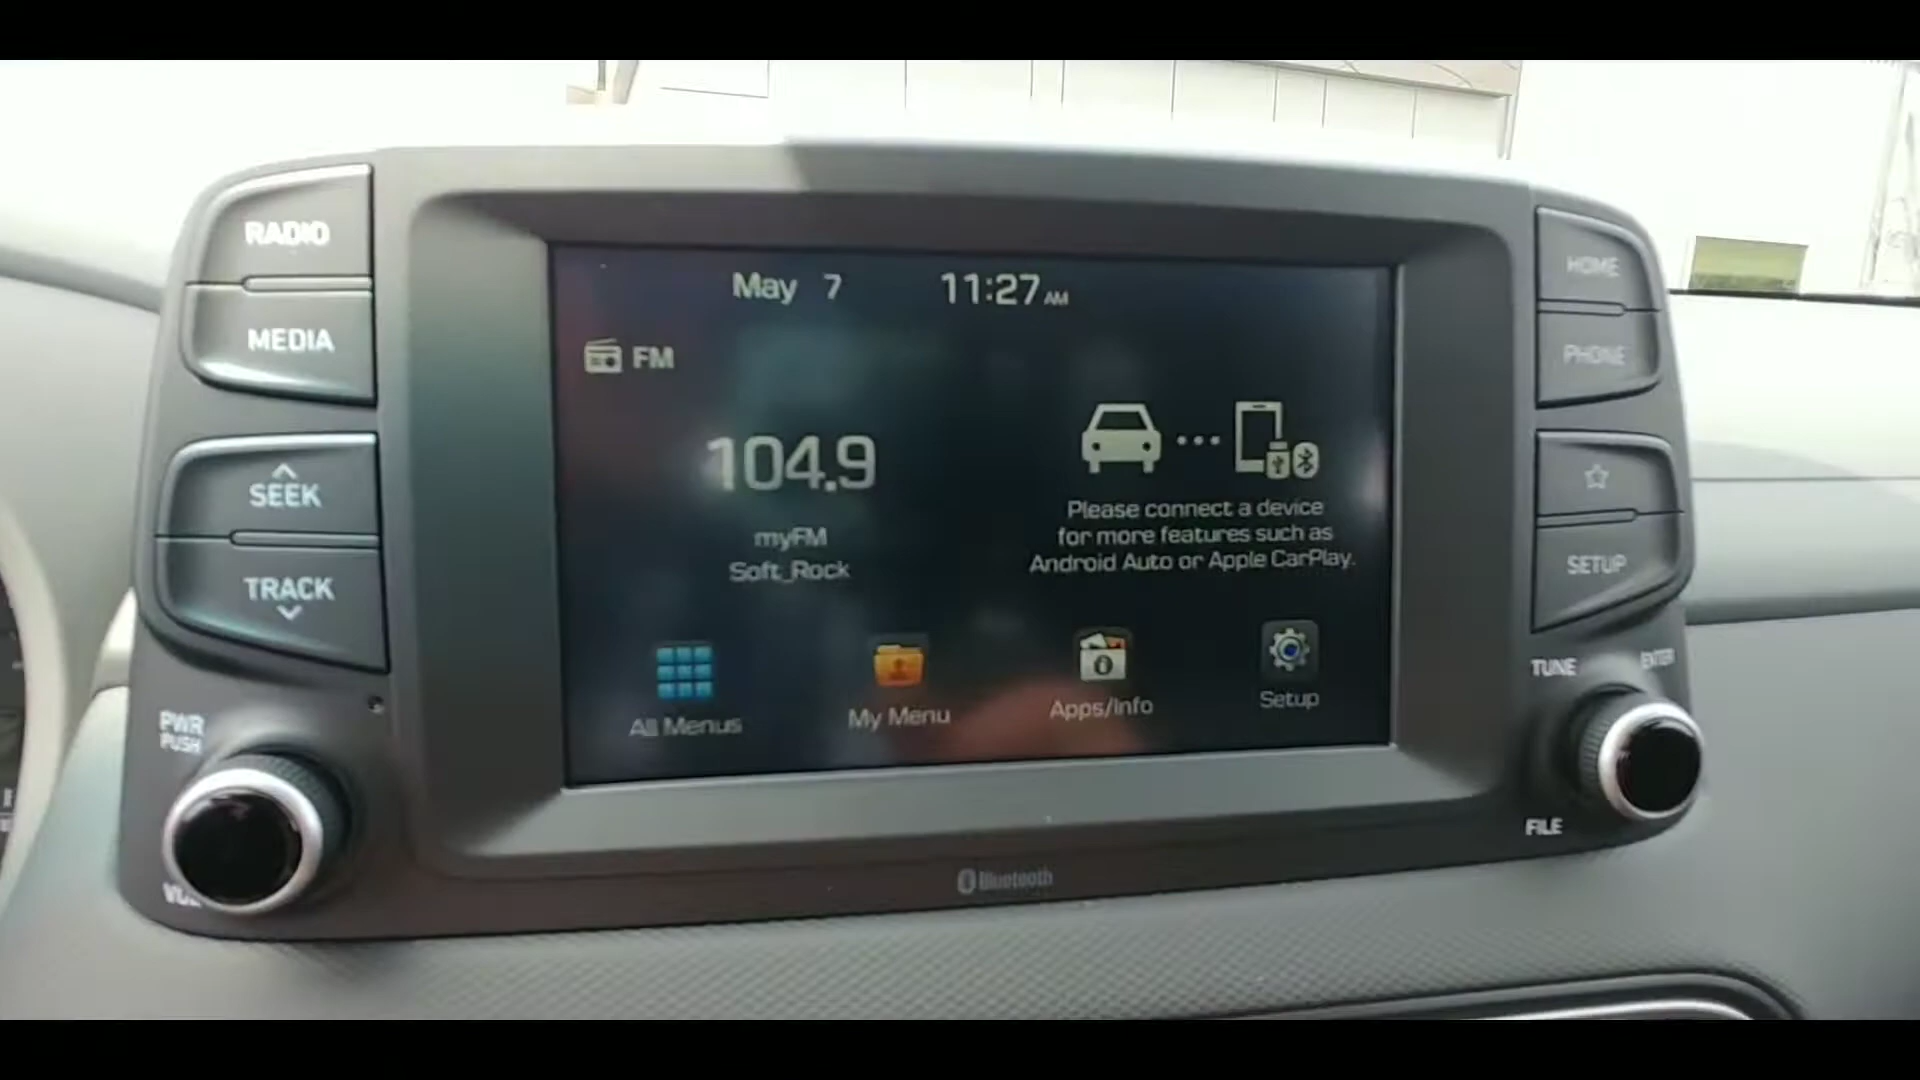 RADIO
MEDIA
SEEK
TRACK
PWR
PUSH
May 7 11:27 AM
FM
104.9
myFM
Soft_Rock
Please connect a device
for more features such as
Android Auto or Apple CarPlay.
All Menus
My Menu
Apps/Info
Setup
HOME
PHONE
SETUP
TUNE
ENTER
FILE
Bluetooth